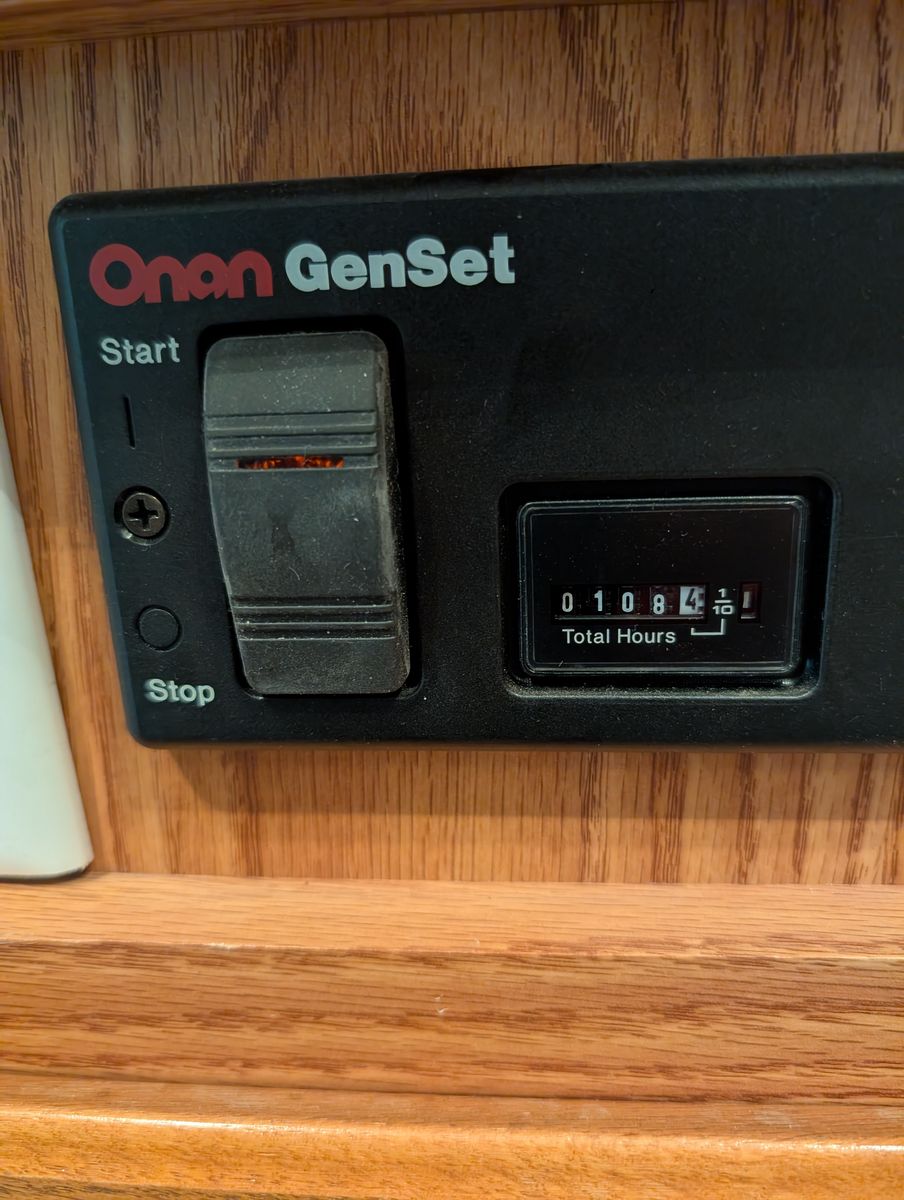 Onan GenSet
Start
0 1 0 8 4 1/10
Total Hours
Stop